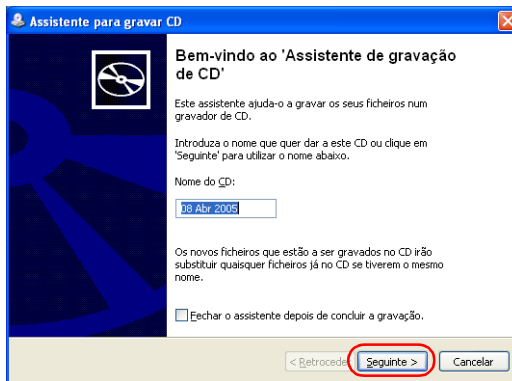 Assistente para gravar CD
Bem-vindo ao 'Assistente de gravação
de CD'
Este assistente ajuda-o a gravar os seus ficheiros num
gravador de CD.
Introduza o nome que quer dar a este CD ou clique em
'Seguinte' para utilizar o nome abaixo.
Nome do CD:
08 Abr 2005
Os novos ficheiros que estão a ser gravados no CD irão
substituir quaisquer ficheiros já no CD se tiverem o mesmo
nome.
Fechar o assistente depois de concluir a gravação.
< Retrocede Seguinte > Cancelar